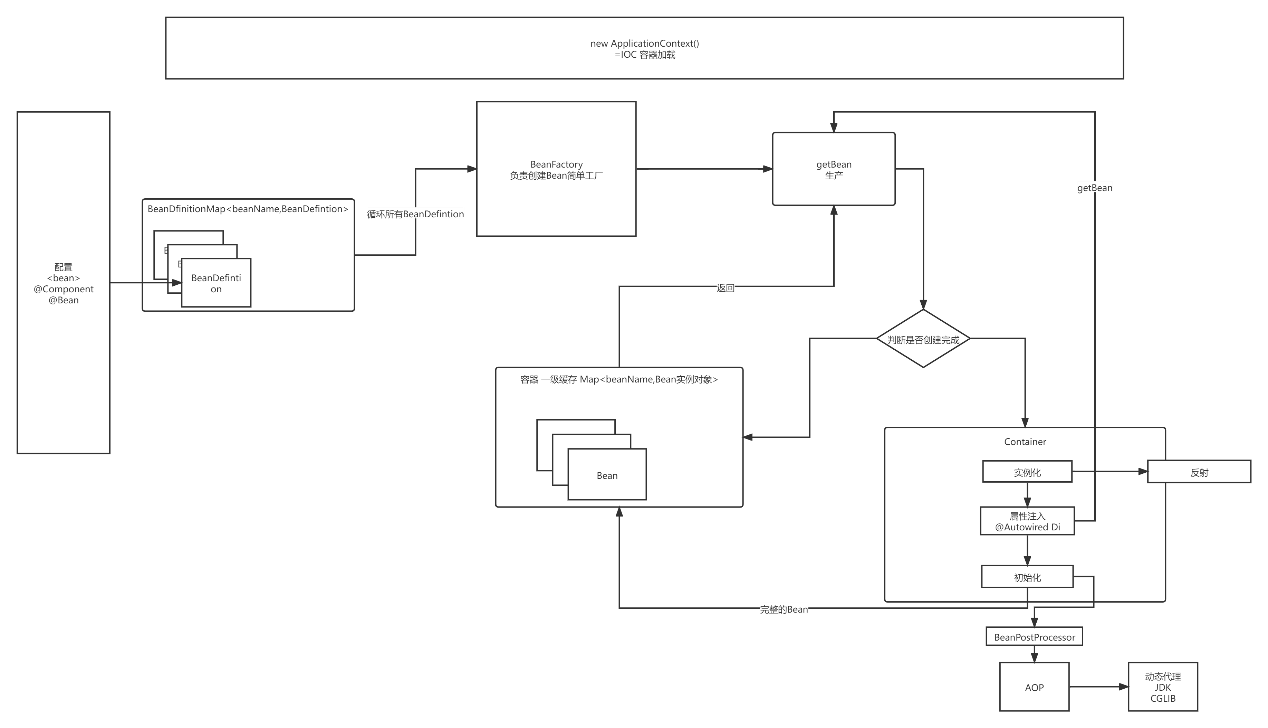 new ApplicationContext()
=IOC 容器加载
配置
<bean>
@Component
@Bean
BeanDfinitionMap<beanName,BeanDefintion>
B
B
BeanDefinti
on
循环所有BeanDefintion
BeanFactory
负责创建Bean简单工厂
getBean
生产
getBean
返回
判断是否创建完成
容器 一级缓存 Map<beanName,Bean实例对象>
Bean
Container
实例化
反射
属性注入
@Autowired Di
初始化
完整的Bean
BeanPostProcessor
AOP
动态代理
JDK
CGLIB